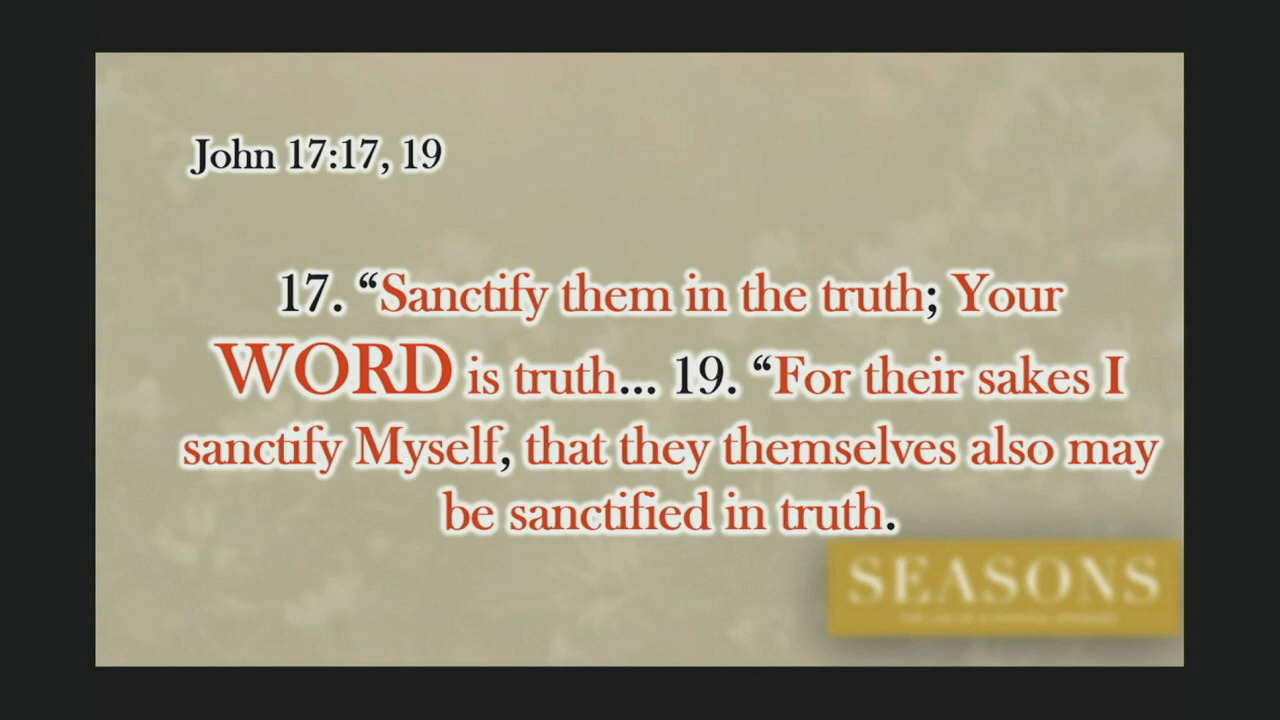 John 17:17, 19
17. “Sanctify them in the truth; Your
WORD is truth... 19. “For their sakes I
sanctify Myself, that they themselves also may
be sanctified in truth.
SEASONS